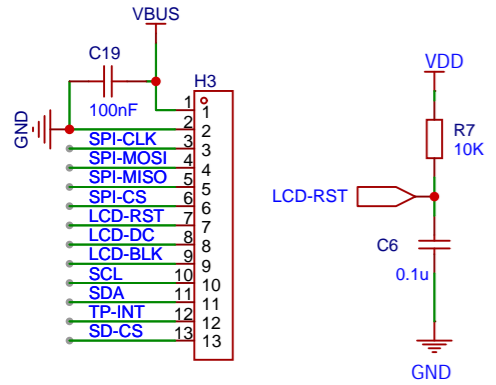 VBUS
C19
100nF
GND
H3
1 1
2 2
SPI-CLK 3 3
SPI-MOSI 4 4
SPI-MISO 5 5
SPI-CS 6 6
LCD-RST 7 7
LCD-DC 8 8
LCD-BLK 9 9
SCL 10 10
SDA 11 11
TP-INT 12 12
SD-CS 13 13
VDD
R7
10K
LCD-RST
C6
0.1u
GND